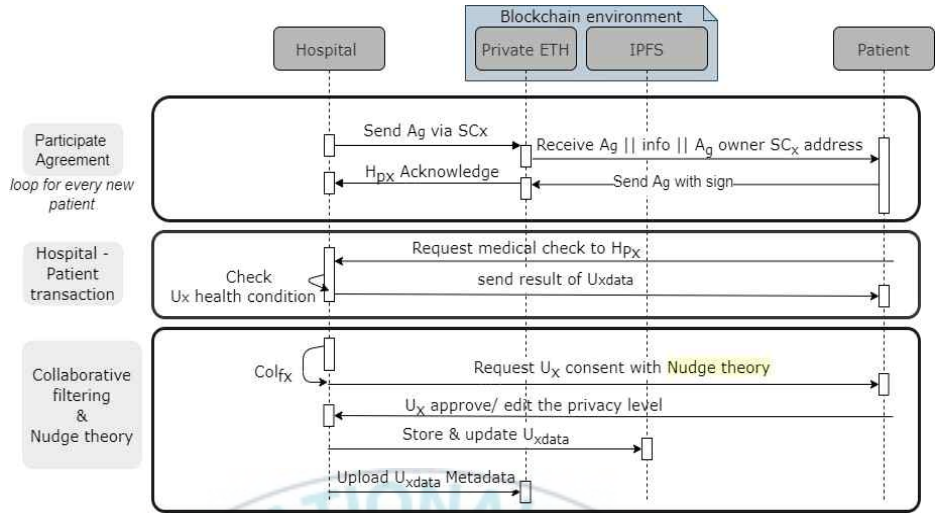 Blockchain environment
Hospital
Private ETH
IPFS
Patient
Participate
Agreement
loop for every new
patient
Send Ag via SCx
Receive Ag || info || Ag owner SCx address
HPX Acknowledge
Send Ag with sign
Hospital -
Patient
transaction
Request medical check to HPX
Check
Ux health condition
send result of Uxdata
Collaborative
filtering
&
Nudge theory
Colfx
Request UX consent with Nudge theory
UX approve/ edit the privacy level
Store & update Uxdata
Upload Uxdata Metadata
ATIONAL